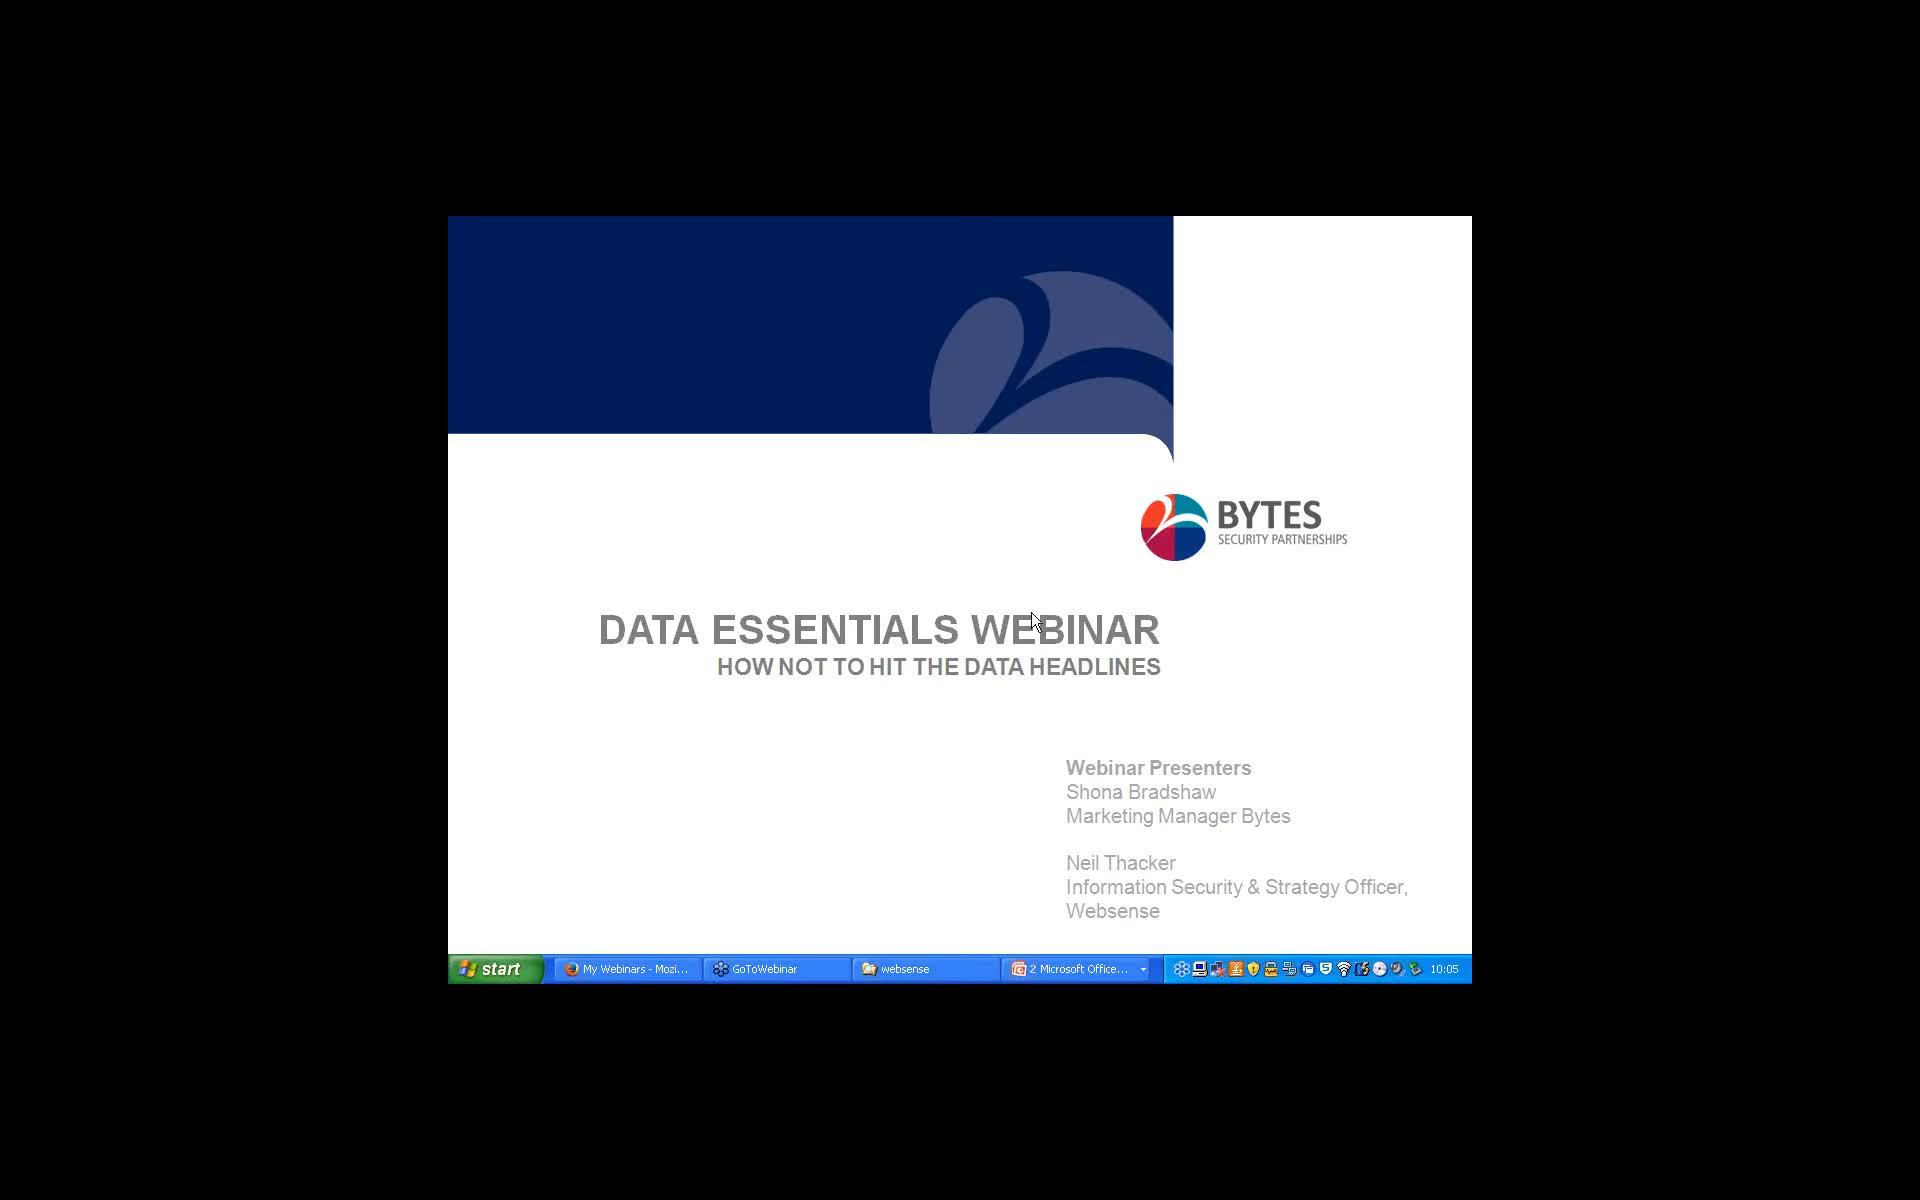 BYTES
SECURITY PARTNERSHIPS
DATA ESSENTIALS WEBINAR
HOW NOT TO HIT THE DATA HEADLINES
Webinar Presenters
Shona Bradshaw
Marketing Manager Bytes
Neil Thacker
Information Security & Strategy Officer,
Websense
start
My Webinars - Mozi...
GoToWebinar
websense
2 Microsoft Office...
10:05